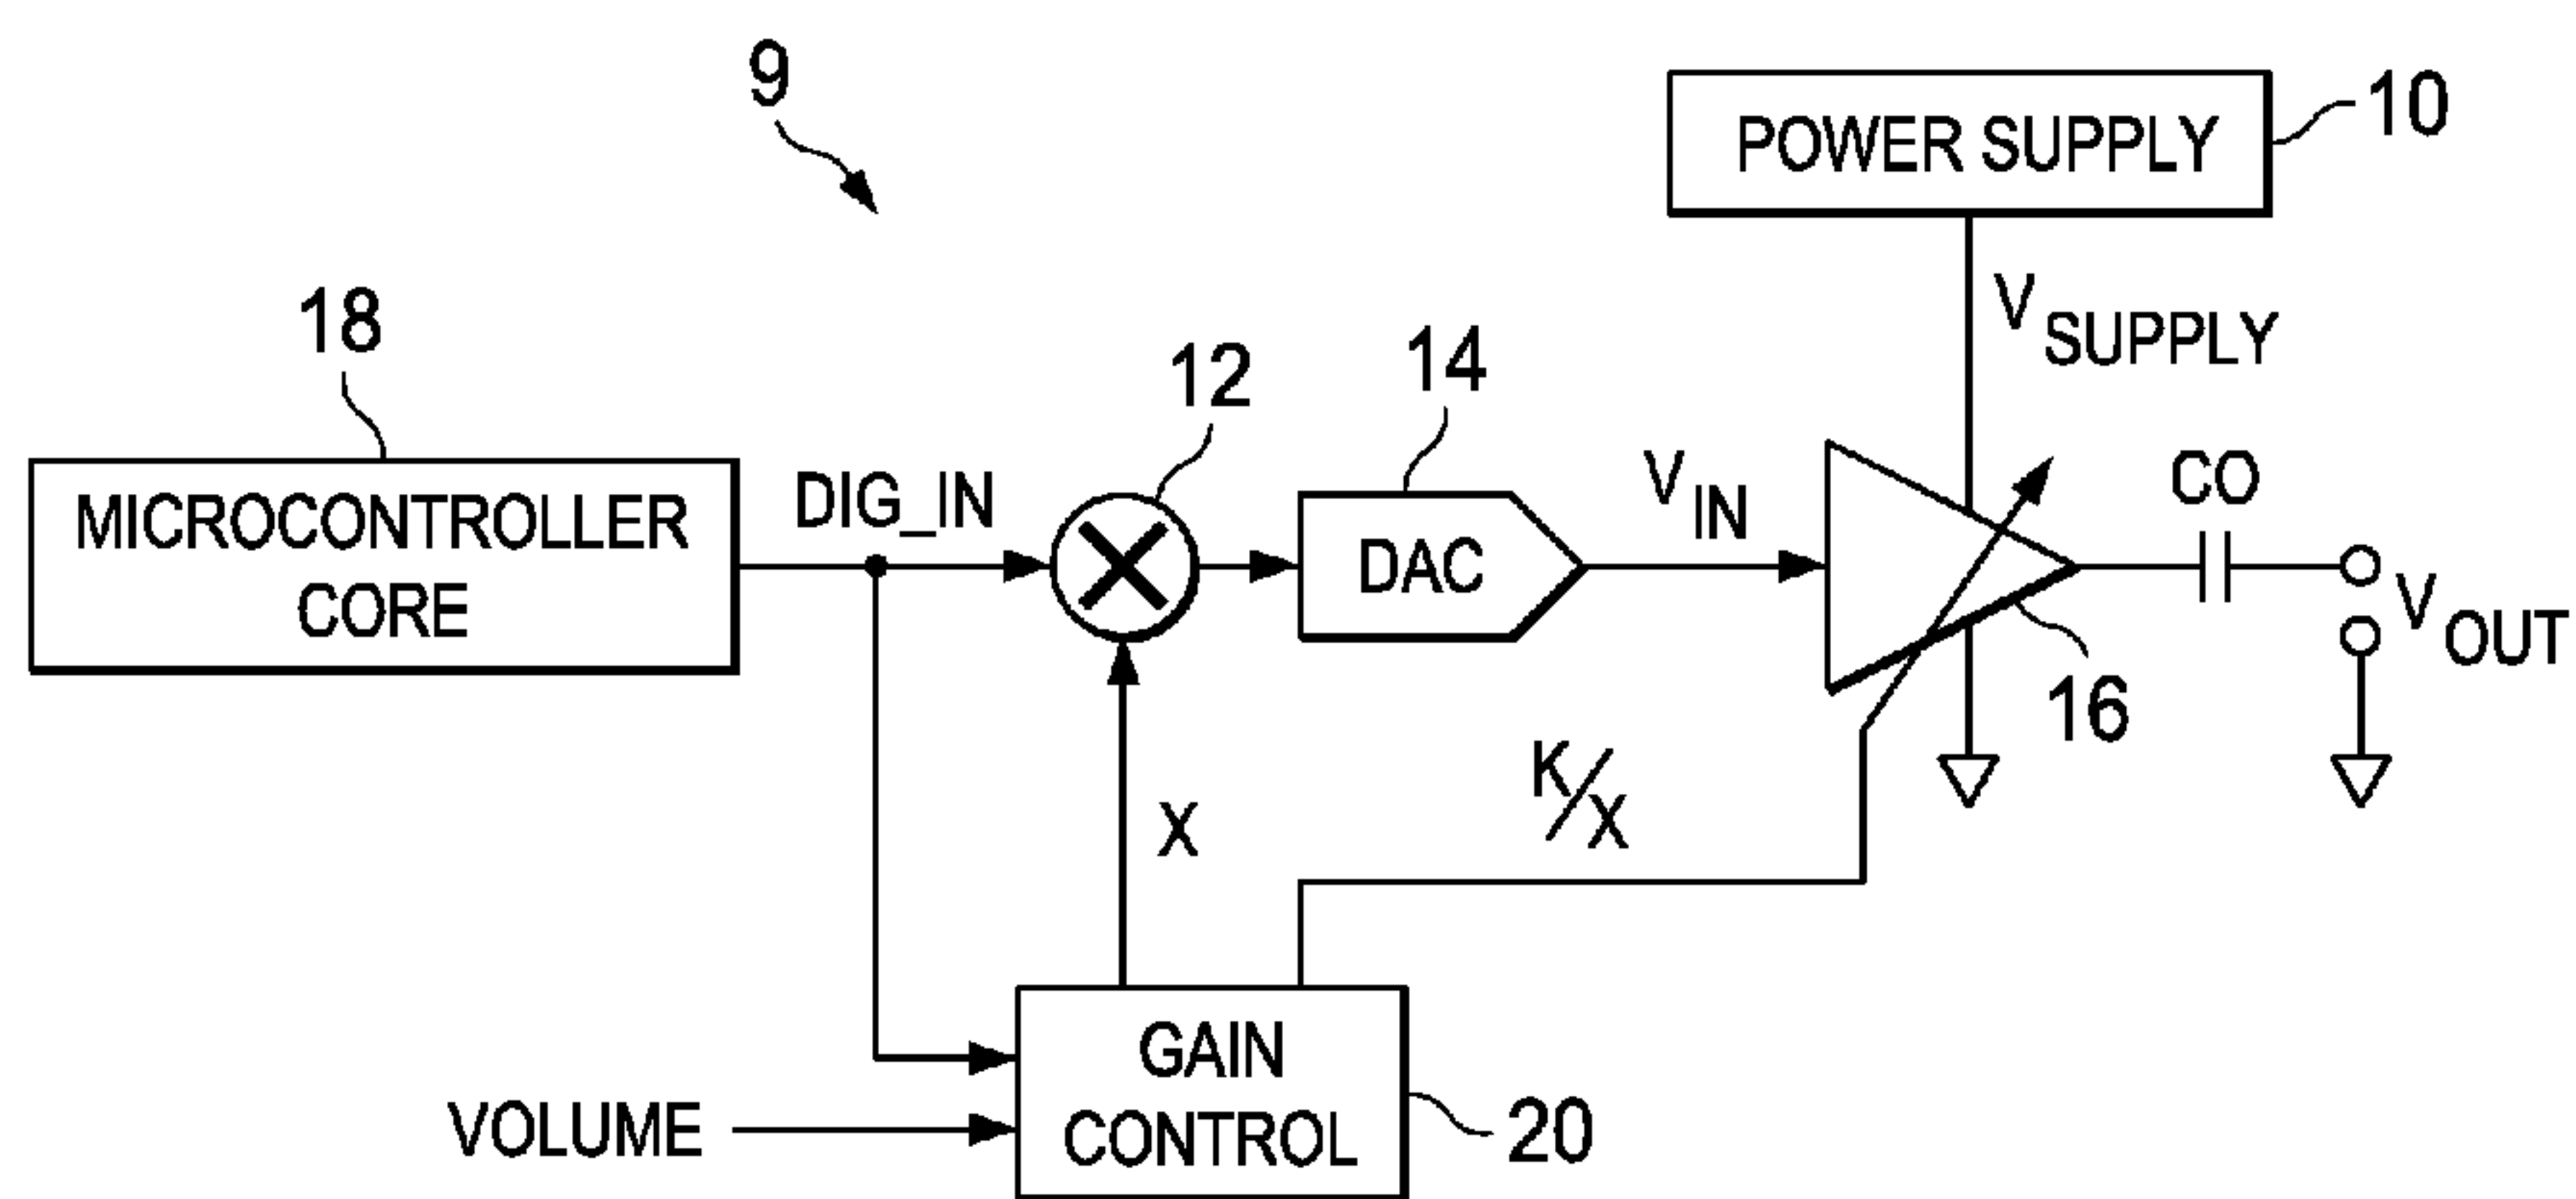 9
POWER SUPPLY
10
18
12
14
V SUPPLY
MICROCONTROLLER
CORE
DIG_IN
DAC
V IN
CO
V OUT
16
X
K/X
GAIN
CONTROL
VOLUME
20